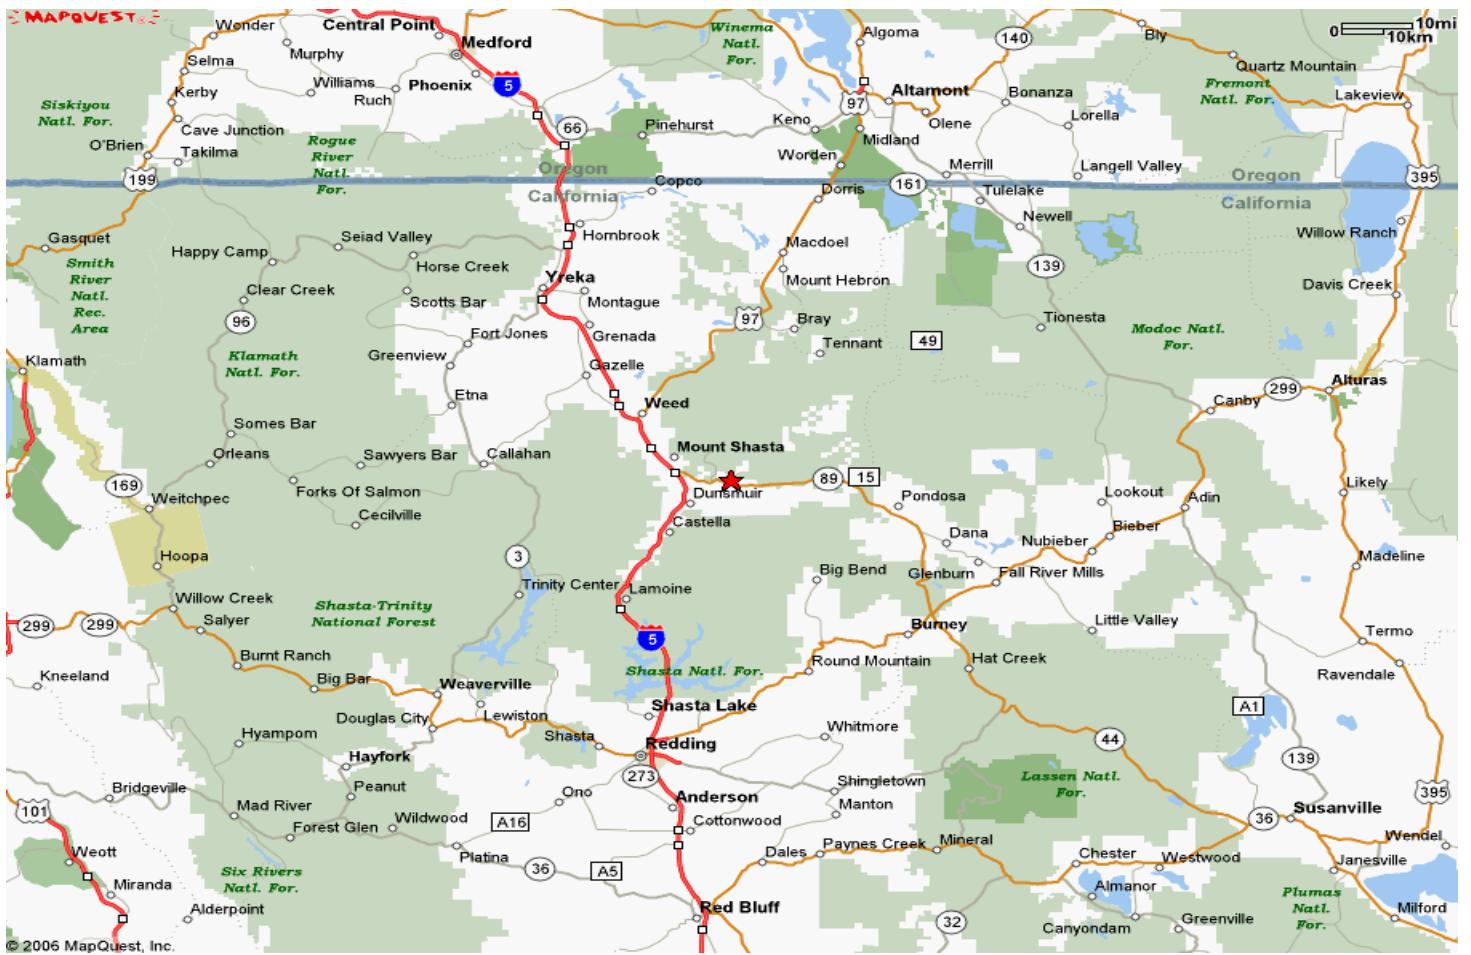 MAPQUEST.
Wonder
Central Point
Medford
Murphy
Selma
Williams
Ruch
Phoenix
Kerby
Siskiyou
Natl. For.
Cave Junction
O'Brien
Takilma
Rogue
River
Natl.
For.
199
5
66
Pinehurst
Oregon
California
Copco
Winema
Natl.
For.
Algoma
140
Bly
10mi
0
10km
Quartz Mountain
Fremont
Natl. For.
Lakeview
97
Altamont
Bonanza
Olene
Lorella
Keno
Midland
Worden
Merrill
Langell Valley
Dorris
161
Tulelake
Oregon
California
395
Newell
Willow Ranch
Gasquet
Smith
River
Natl.
Rec.
Area
Happy Camp
Seiad Valley
Horse Creek
Hornbrook
Macdoel
Mount Hebron
139
Davis Creek
Clear Creek
Scotts Bar
Yreka
Montague
96
Fort Jones
Grenada
97
Bray
Tennant
49
Tionesta
Modoc Natl.
For.
Klamath
Klamath
Natl. For.
Greenview
Gazelle
Etna
Weed
299
Alturas
Canby
Somes Bar
Orleans
Sawyers Bar
Callahan
Mount Shasta
169
Weitchpec
Forks Of Salmon
Cecilville
Dunsmuir
89
15
Pondosa
Lookout
Adin
Likely
Castella
Dana
Nubieber
Bieber
Hoopa
3
Trinity Center
Lamoine
Big Bend
Glenburn
Fall River Mills
Madeline
Willow Creek
299
299
Salyer
Shasta-Trinity
National Forest
5
Burney
Little Valley
Termo
Burnt Ranch
Shasta Natl. For.
Round Mountain
Hat Creek
Ravendale
Kneeland
Big Bar
Weaverville
Douglas City
Lewiston
Shasta Lake
Whitmore
A1
Hyampom
Shasta
Redding
44
Hayfork
273
Shingletown
Lassen Natl.
For.
139
Bridgeville
Peanut
Ono
Anderson
Manton
395
101
Mad River
Forest Glen
Wildwood
A16
Cottonwood
36
Susanville
Platina
Dales
Paynes Creek
Mineral
Wendel
Weott
36
A5
Chester
Westwood
Janesville
Six Rivers
Natl. For.
Miranda
Almanor
Plumas
Natl.
For.
Alderpoint
Red Bluff
32
Canyondam
Greenville
Milford
© 2006 MapQuest, Inc.